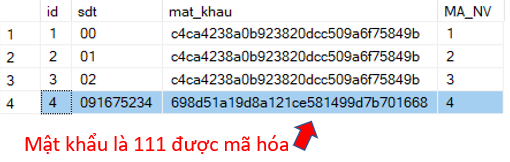 id sdt mat_khau MA_NV
1 1 00 c4ca4238a0b923820dcc509a6f75849b 1
2 2 01 c4ca4238a0b923820dcc509a6f75849b 2
3 3 02 c4ca4238a0b923820dcc509a6f75849b 3
4 4 091675234 698d51a19d8a121ce581499d7b701668 4
Mật khẩu là 111 được mã hóa